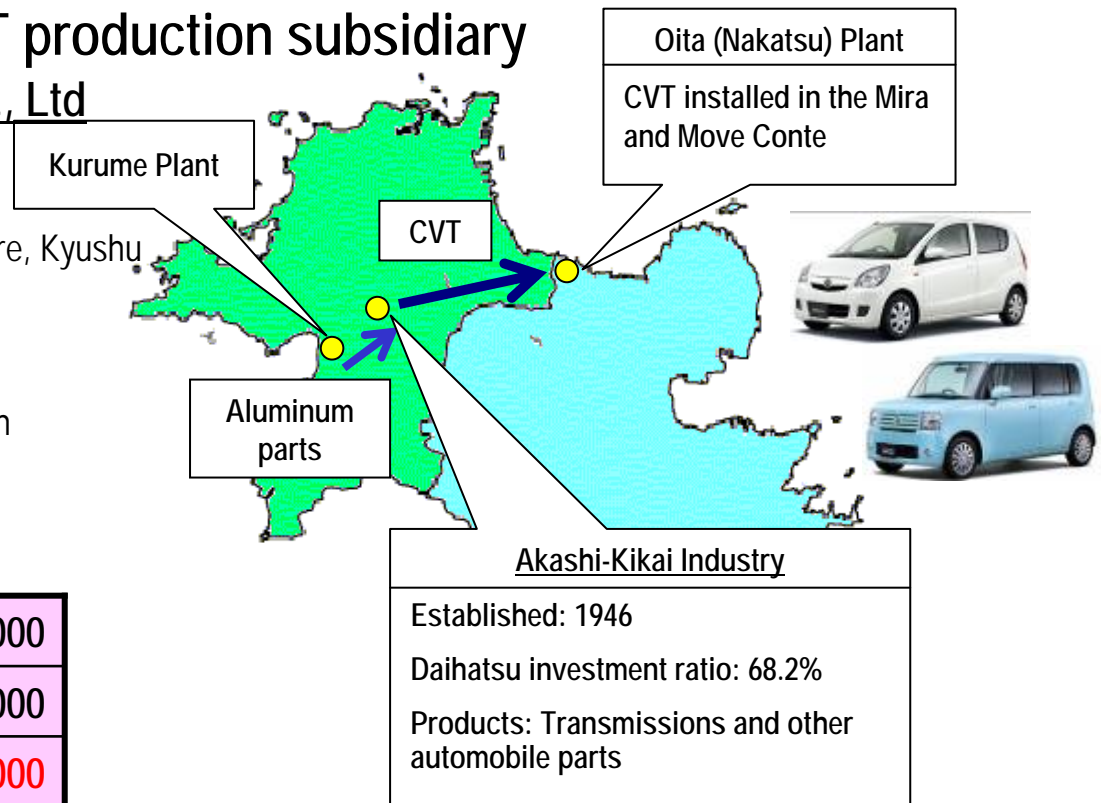 T production subsidiary
., Ltd
Oita (Nakatsu) Plant
CVT installed in the Mira
and Move Conte
Kurume Plant
re, Kyushu
CVT
Aluminum
parts
n
Akashi-Kikai Industry
Established: 1946
Daihatsu investment ratio: 68.2%
Products: Transmissions and other
automobile parts
000
000
000